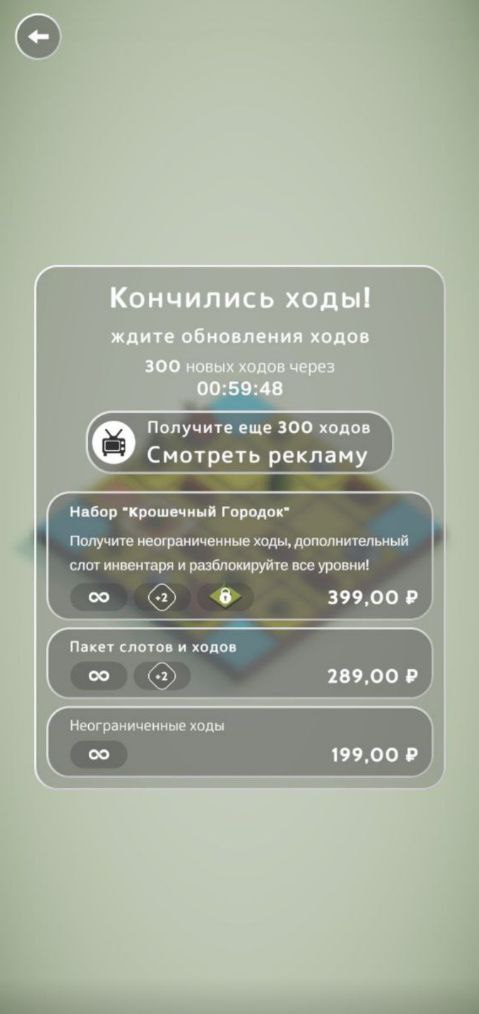 Кончились ходы!
ждите обновления ходов
300 новых ходов через
00:59:48
Получите еще 300 ходов
Смотреть рекламу
Набор "Крошечный Городок"
Получите неограниченные ходы, дополнительный
слот инвентаря и разблокируйте все уровни!
∞ +2 399,00 ₽
Пакет слотов и ходов
∞ +2 289,00 ₽
Неограниченные ходы
∞ 199,00 ₽